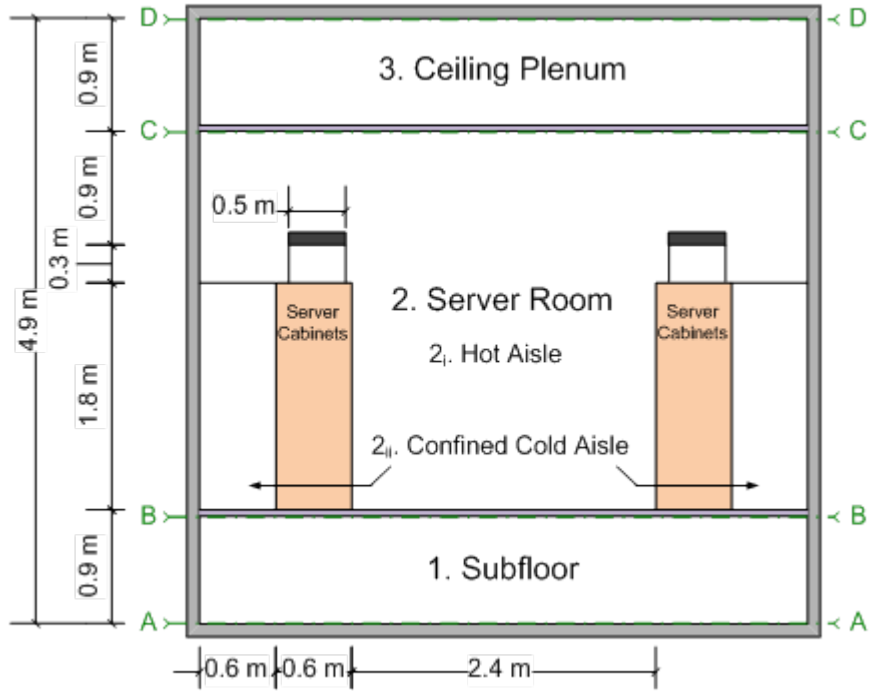 D
D
3. Ceiling Plenum
0.9 m
C
C
0.9 m
0.5 m
0.3 m
4.9 m
2. Server Room
Server
Cabinets
Server
Cabinets
2i. Hot Aisle
1.8 m
2ii. Confined Cold Aisle
B
B
0.9 m
1. Subfloor
A
A
0.6 m
0.6 m
2.4 m